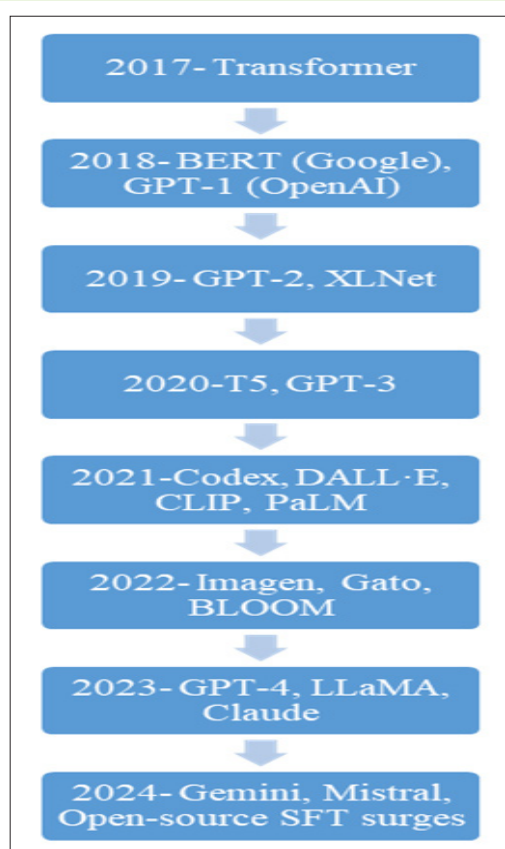 2017- Transformer
2018- BERT (Google),
GPT-1 (OpenAI)
2019- GPT-2, XLNet
2020-T5, GPT-3
2021-Codex, DALL·E,
CLIP, PaLM
2022- Imagen, Gato,
BLOOM
2023- GPT-4, LLaMA,
Claude
2024- Gemini, Mistral,
Open-source SFT surges